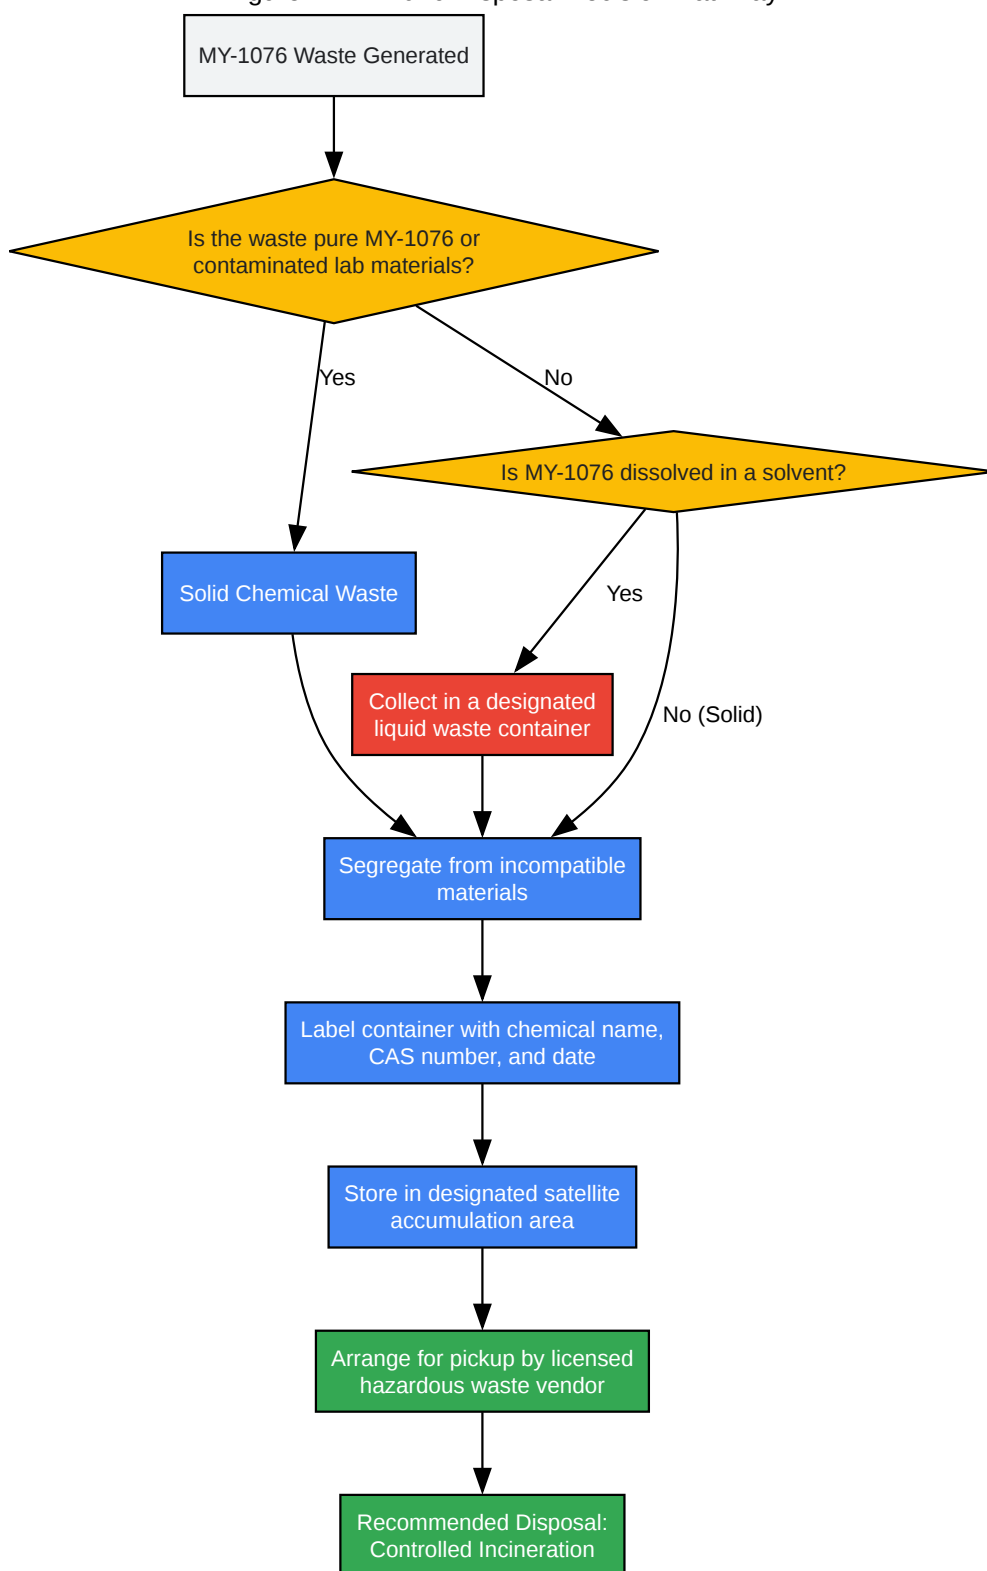 MY-1076 Waste Generated
Is the waste pure MY-1076 or
contaminated lab materials?
Yes
No
Is MY-1076 dissolved in a solvent?
Solid Chemical Waste
Yes
Collect in a designated
liquid waste container
No (Solid)
Segregate from incompatible
materials
Label container with chemical name,
CAS number, and date
Store in designated satellite
accumulation area
Arrange for pickup by licensed
hazardous waste vendor
Recommended Disposal:
Controlled Incineration